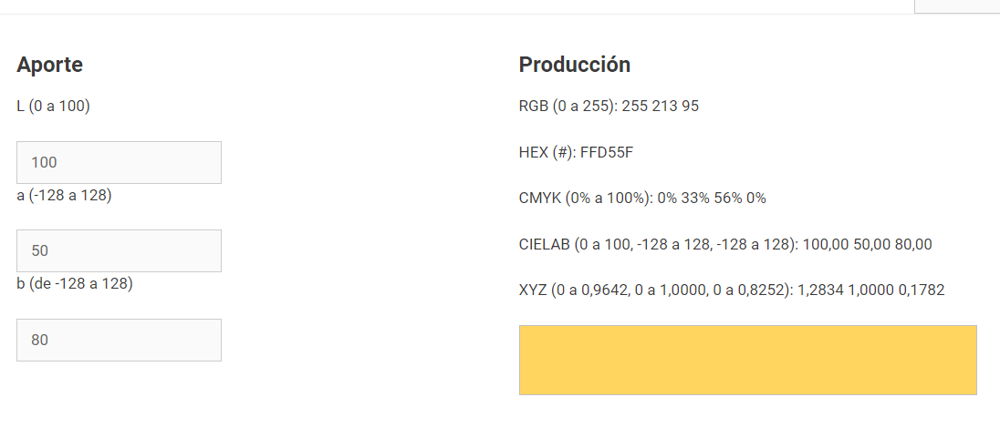 Aporte
L (0 a 100)
100
a (-128 a 128)
50
b (de -128 a 128)
80
Producción
RGB (0 a 255): 255 213 95
HEX (#): FFD55F
CMYK (0% a 100%): 0% 33% 56% 0%
CIELAB (0 a 100, -128 a 128, -128 a 128): 100,00 50,00 80,00
XYZ (0 a 0,9642, 0 a 1,0000, 0 a 0,8252): 1,2834 1,0000 0,1782